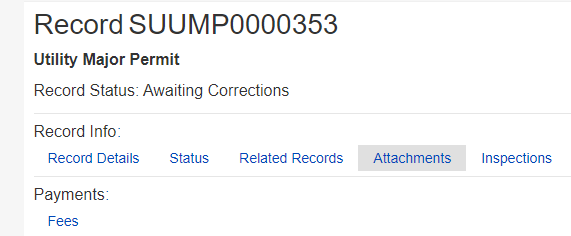 Record SUUMP0000353
Utility Major Permit
Record Status: Awaiting Corrections
Record Info:
Record Details Status Related Records Attachments Inspections
Payments:
Fees